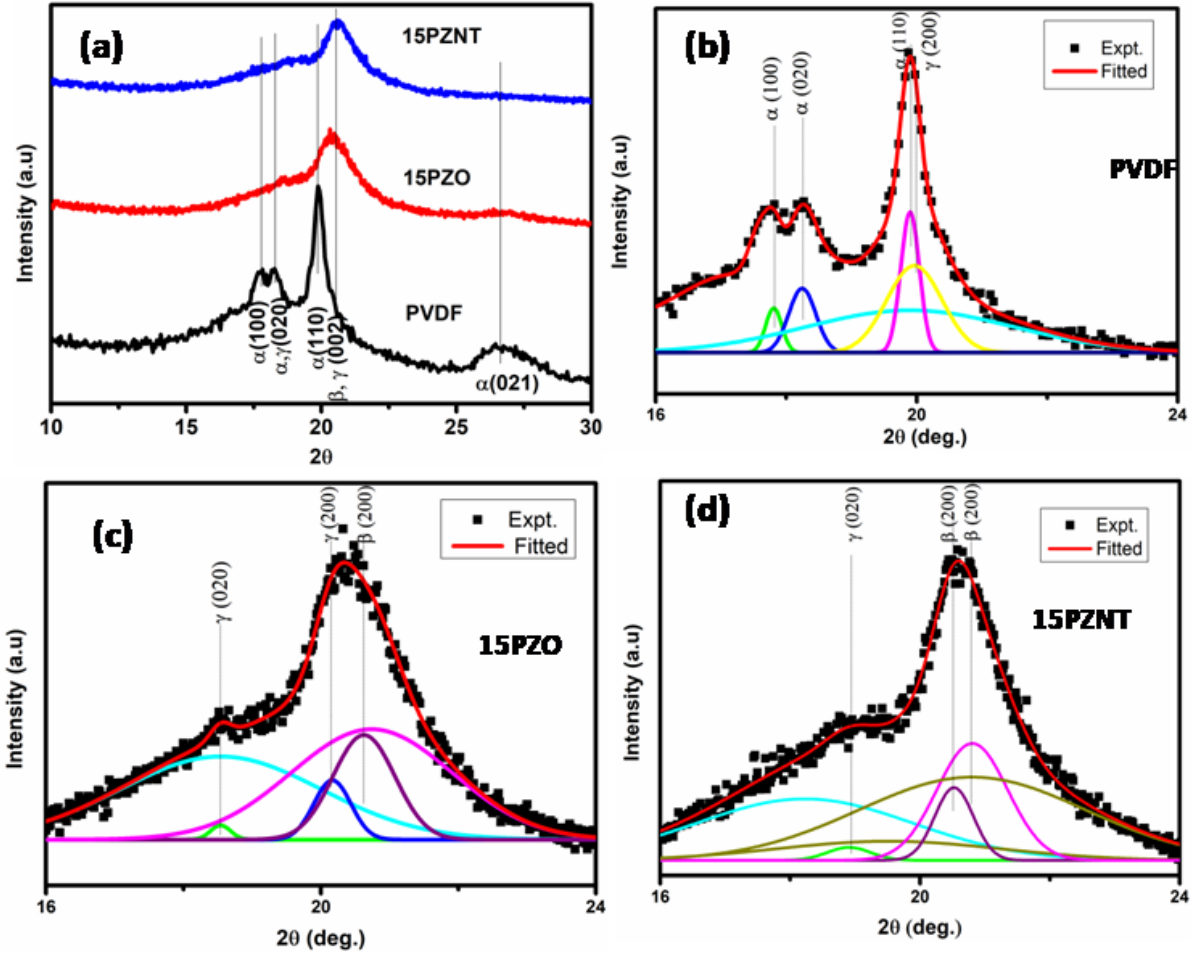 (a)
15PZNT
15PZO
PVDF
α(100)
α,γ(020)
α(110)
β, γ (002)
α(021)
Intensity (a.u)
10 15 20 25 30
2θ
(b)
α (100)
α (020)
α (110)
γ (200)
Expt.
Fitted
PVDF
Intensity (a.u)
16 18 20 22 24
2θ (deg.)
(c)
γ (020)
γ (200)
β (200)
Expt.
Fitted
15PZO
Intensity (a.u)
16 20 24
2θ (deg.)
(d)
γ (020)
β (200)
β (200)
Expt.
Fitted
15PZNT
Intensity (a.u)
16 20 24
2θ (deg.)